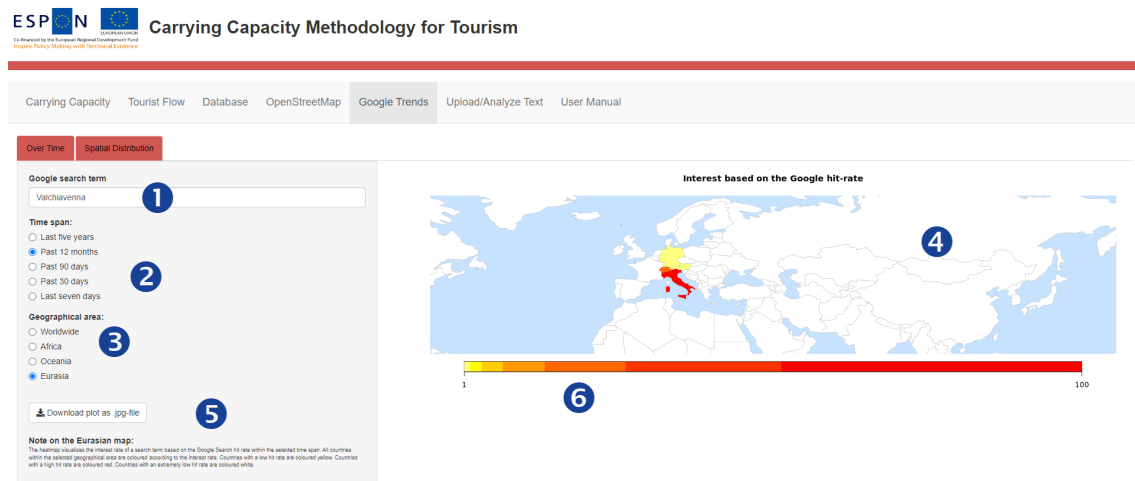 ESPON
EUROPEAN UNION
Co-financed by the European Regional Development Fund
Inspire Policy Making with Territorial Evidence
Carrying Capacity Methodology for Tourism
Carrying Capacity Tourist Flow Database OpenStreetMap Google Trends Upload/Analyze Text User Manual
Over Time Spatial Distribution
Google search term
Valchiavenna
1
Time span:
Last five years
Past 12 months
Past 90 days
Past 30 days
Last seven days
2
Geographical area:
Worldwide
Africa
Oceania
Eurasia
3
Download plot as .jpg-file
5
Note on the Eurasian map:
The heatmap visualizes the interest rate of a search term based on the Google Search hit rate within the selected time span. All countries
within the selected geographical area are coloured according to the interest rate. Countries with a low hit rate are coloured yellow. Countries
with a high hit rate are coloured red. Countries with an extremely low hit rate are coloured white.
Interest based on the Google hit-rate
4
1 100
6